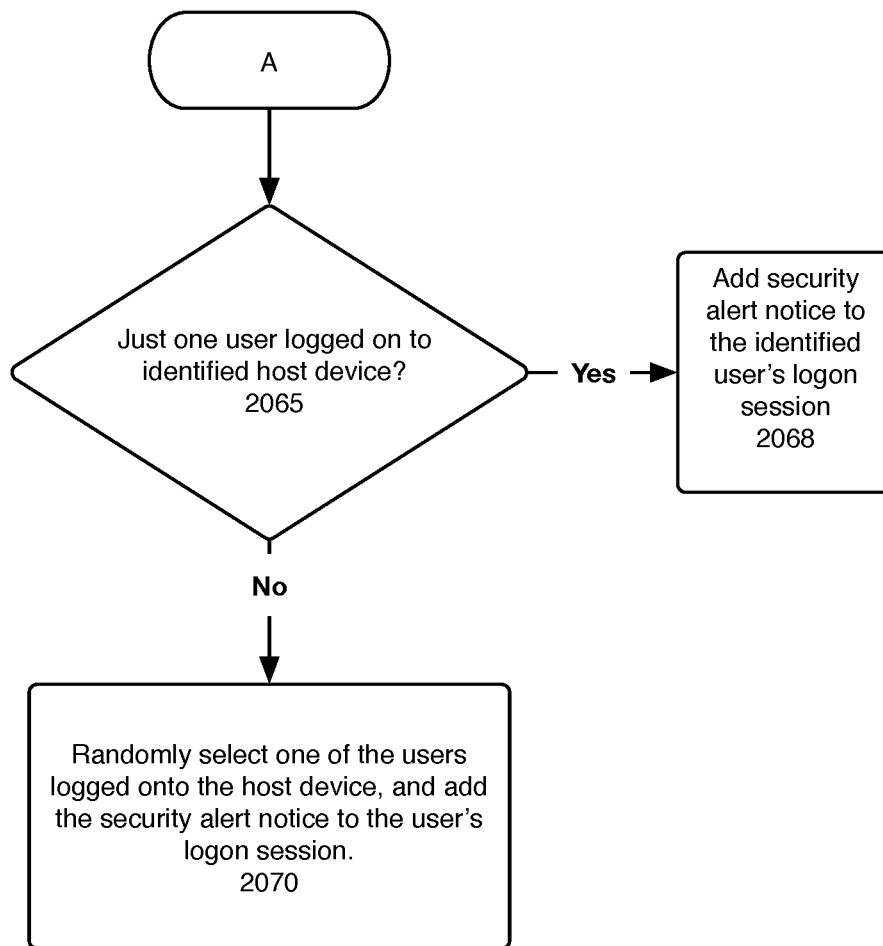 A
Just one user logged on to
identified host device?
2065
Yes
Add security
alert notice to
the identified
user's logon
session
2068
No
Randomly select one of the users
logged onto the host device, and add
the security alert notice to the user's
logon session.
2070